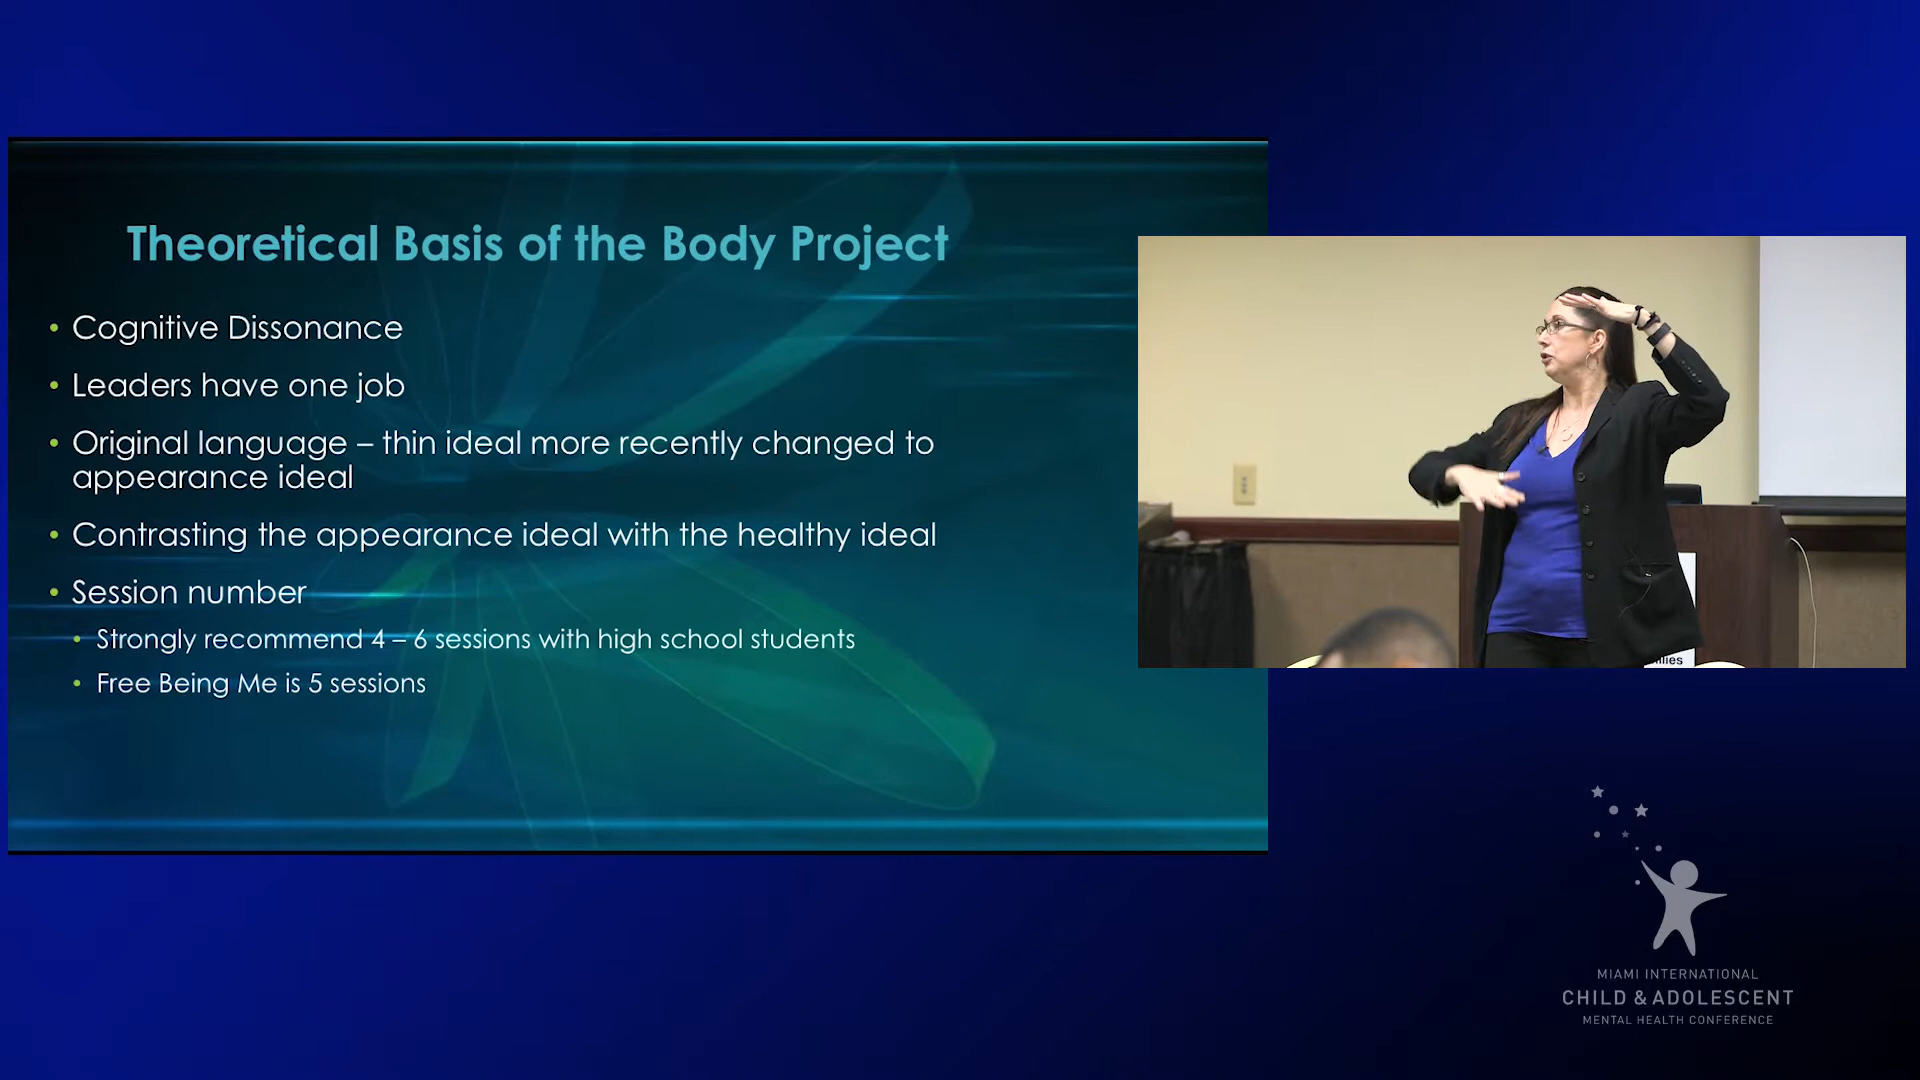 Theoretical Basis of the Body Project
• Cognitive Dissonance
• Leaders have one job
• Original language – thin ideal more recently changed to
appearance ideal
• Contrasting the appearance ideal with the healthy ideal
• Session number
• Strongly recommend 4 – 6 sessions with high school students
• Free Being Me is 5 sessions
MIAMI INTERNATIONAL
CHILD & ADOLESCENT
MENTAL HEALTH CONFERENCE